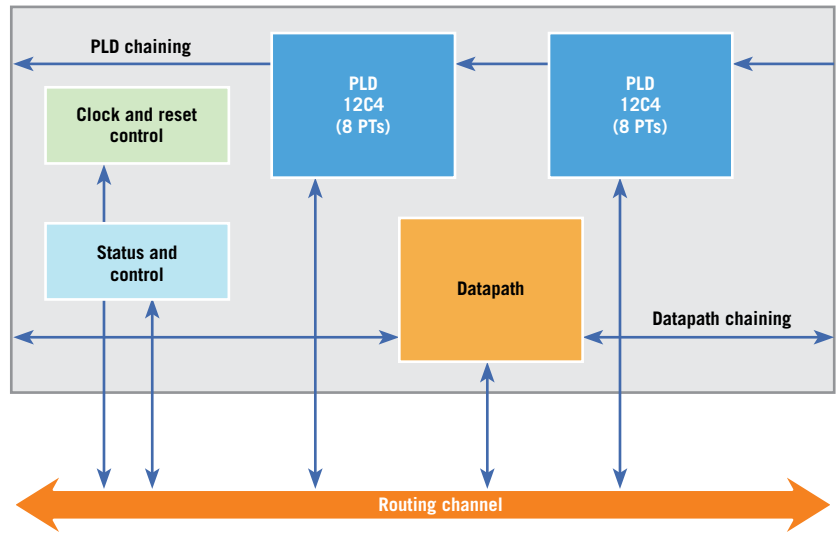 PLD chaining
PLD
12C4
(8 PTs)
PLD
12C4
(8 PTs)
Clock and reset
control
Status and
control
Datapath
Datapath chaining
Routing channel